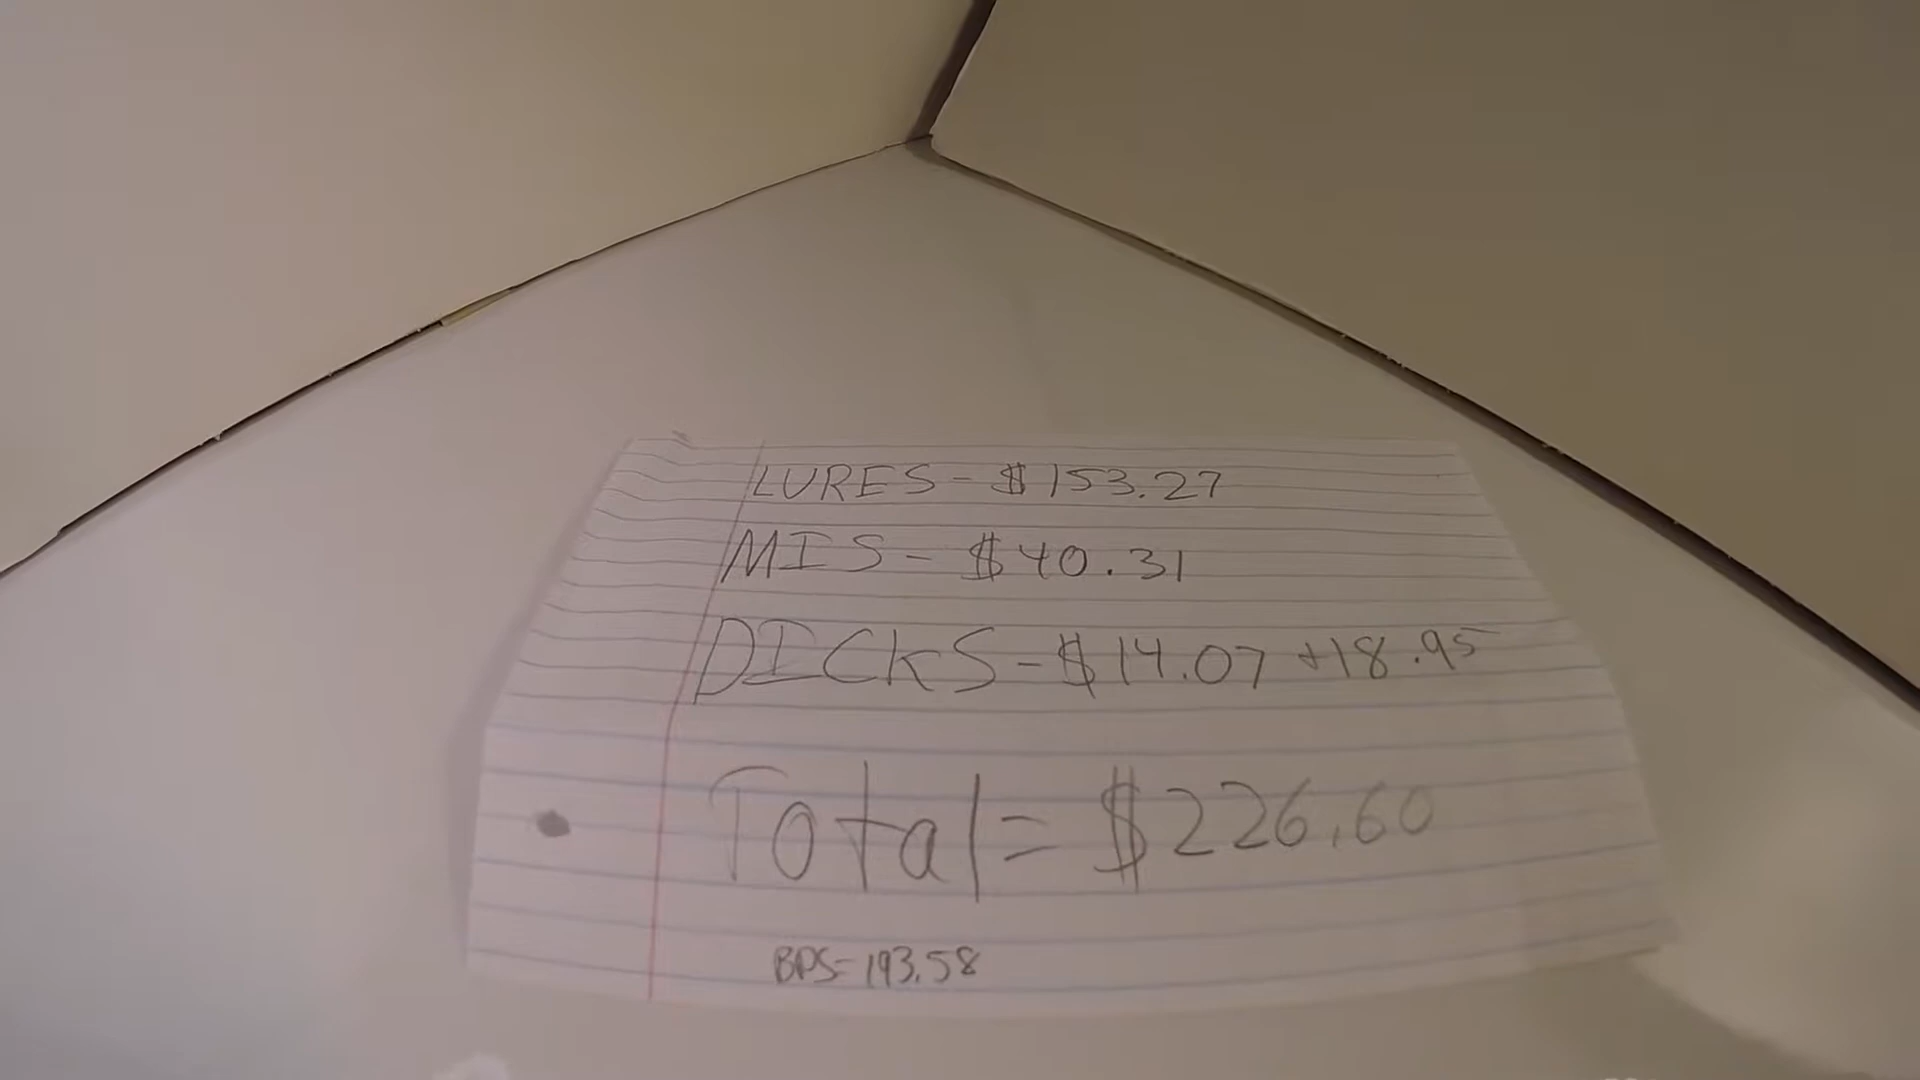 LURES - $153.27
MIS - $40.31
DICKS - $14.07 +18.95
Total = $226.60
BPS= 193.58